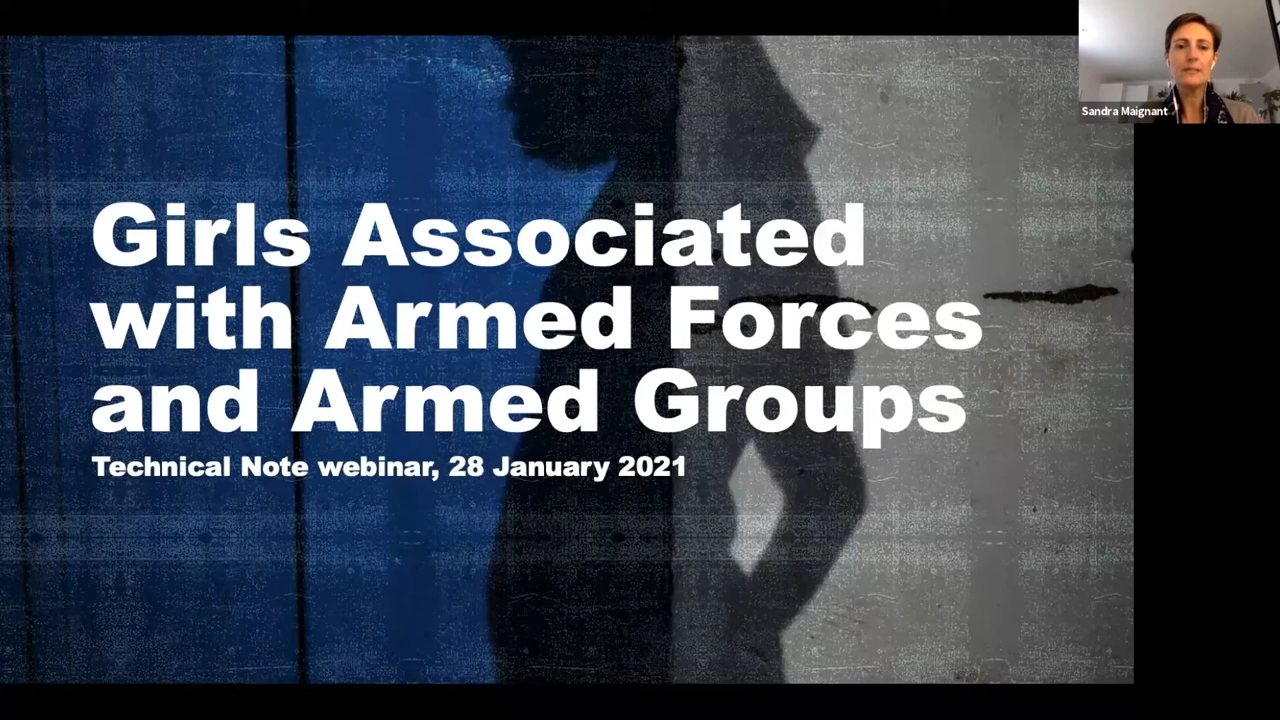 Sandra Maignant
Girls Associated
with Armed Forces
and Armed Groups
Technical Note webinar, 28 January 2021